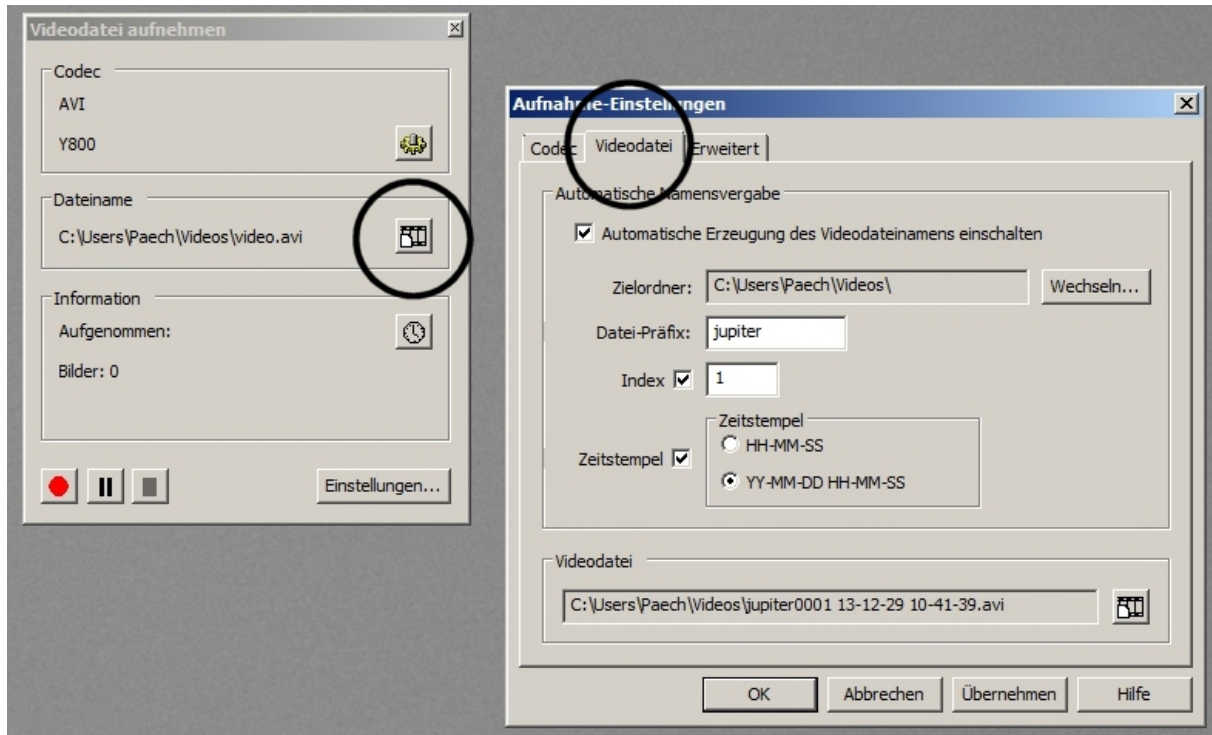 Videodatei aufnehmen
Codec
AVI
Y800
Dateiname
C:\Users\Paech\Videos\video.avi
Information
Aufgenommen:
Bilder: 0
Einstellungen...
Aufnahme-Einstellungen
Codec Videodatei Erweitert
Automatische Namensvergabe
Automatische Erzeugung des Videodateinamens einschalten
Zielordner: C:\Users\Paech\Videos\ Wechseln...
Datei-Präfix: jupiter
Index 1
Zeitstempel
HH-MM-SS
Zeitstempel
YY-MM-DD HH-MM-SS
Videodatei
C:\Users\Paech\Videos\jupiter0001 13-12-29 10-41-39.avi
OK Abbrechen Übernehmen Hilfe